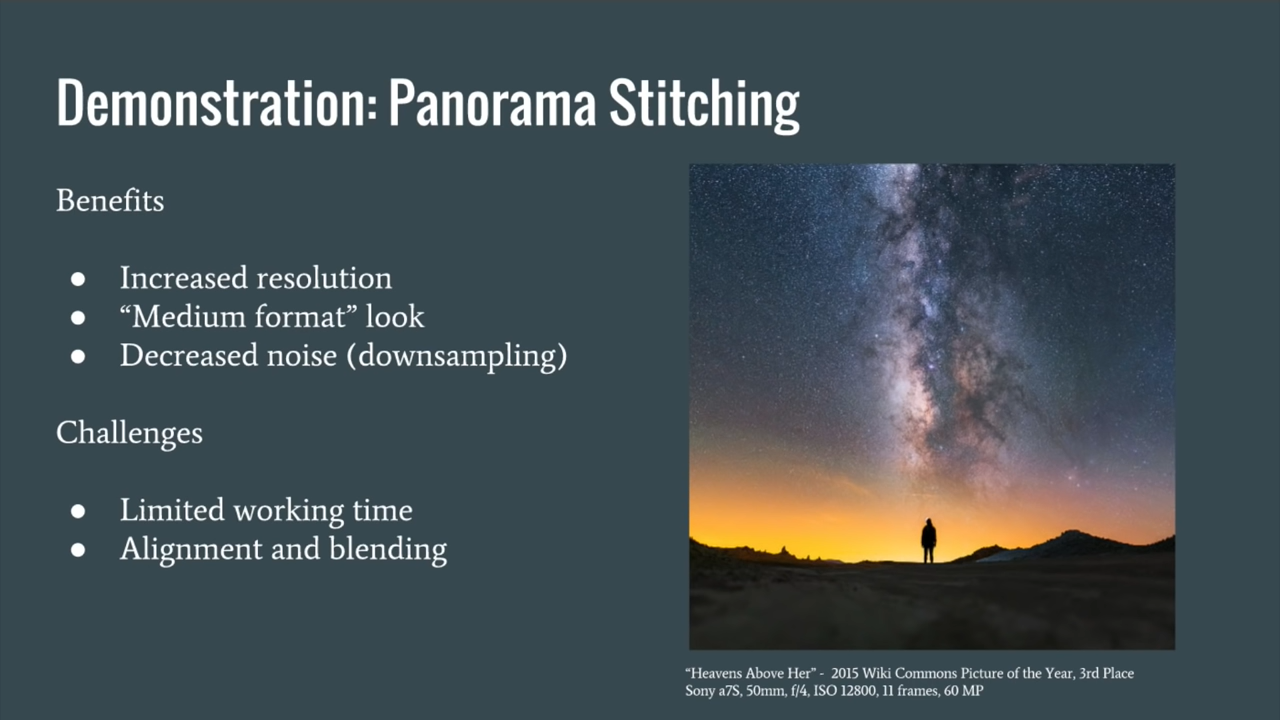 Demonstration: Panorama Stitching
Benefits
● Increased resolution
● “Medium format” look
● Decreased noise (downsampling)
Challenges
● Limited working time
● Alignment and blending
“Heavens Above Her” - 2015 Wiki Commons Picture of the Year, 3rd Place
Sony a7S, 50mm, f/4, ISO 12800, 11 frames, 60 MP